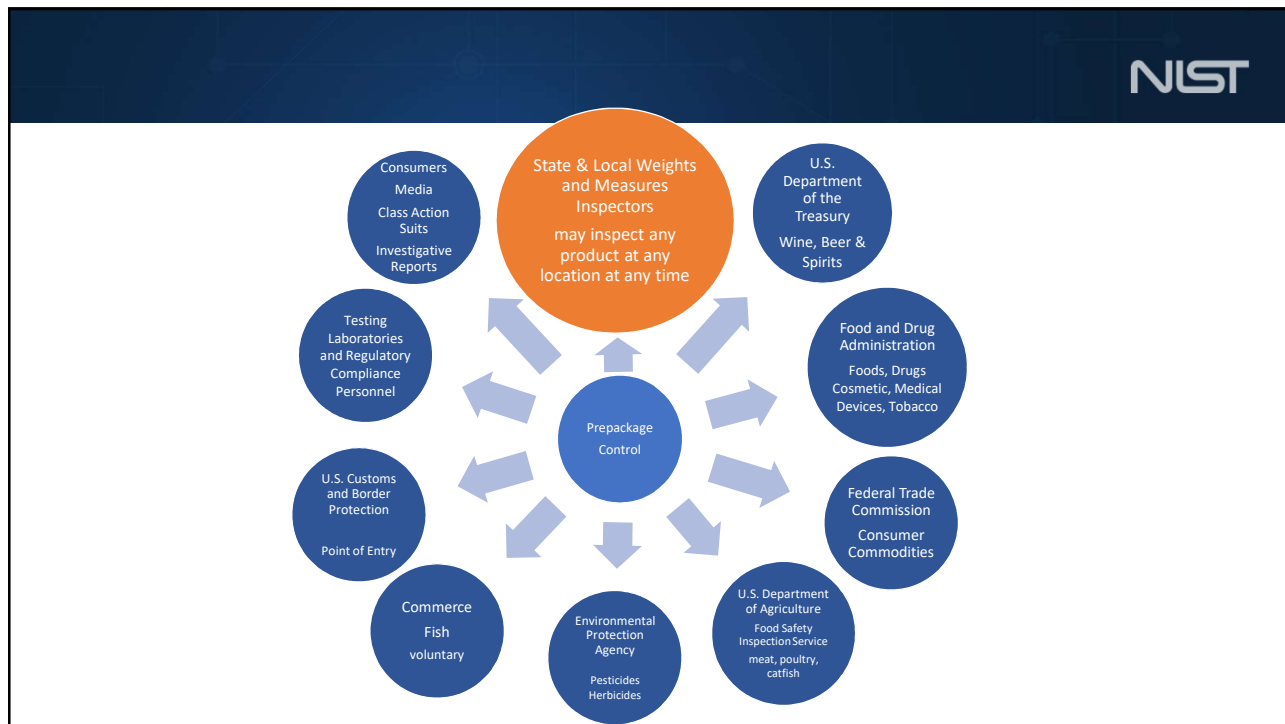 NIST
State & Local Weights
and Measures
Inspectors
may inspect any
product at any
location at any time
U.S.
Department
of the
Treasury
Wine, Beer &
Spirits
Food and Drug
Administration
Foods, Drugs
Cosmetic, Medical
Devices, Tobacco
Federal Trade
Commission
Consumer
Commodities
U.S. Department
of Agriculture
Food Safety
Inspection Service
meat, poultry,
catfish
Environmental
Protection
Agency
Pesticides
Herbicides
Commerce
Fish
voluntary
U.S. Customs
and Border
Protection
Point of Entry
Testing
Laboratories
and Regulatory
Compliance
Personnel
Consumers
Media
Class Action
Suits
Investigative
Reports
Prepackage
Control